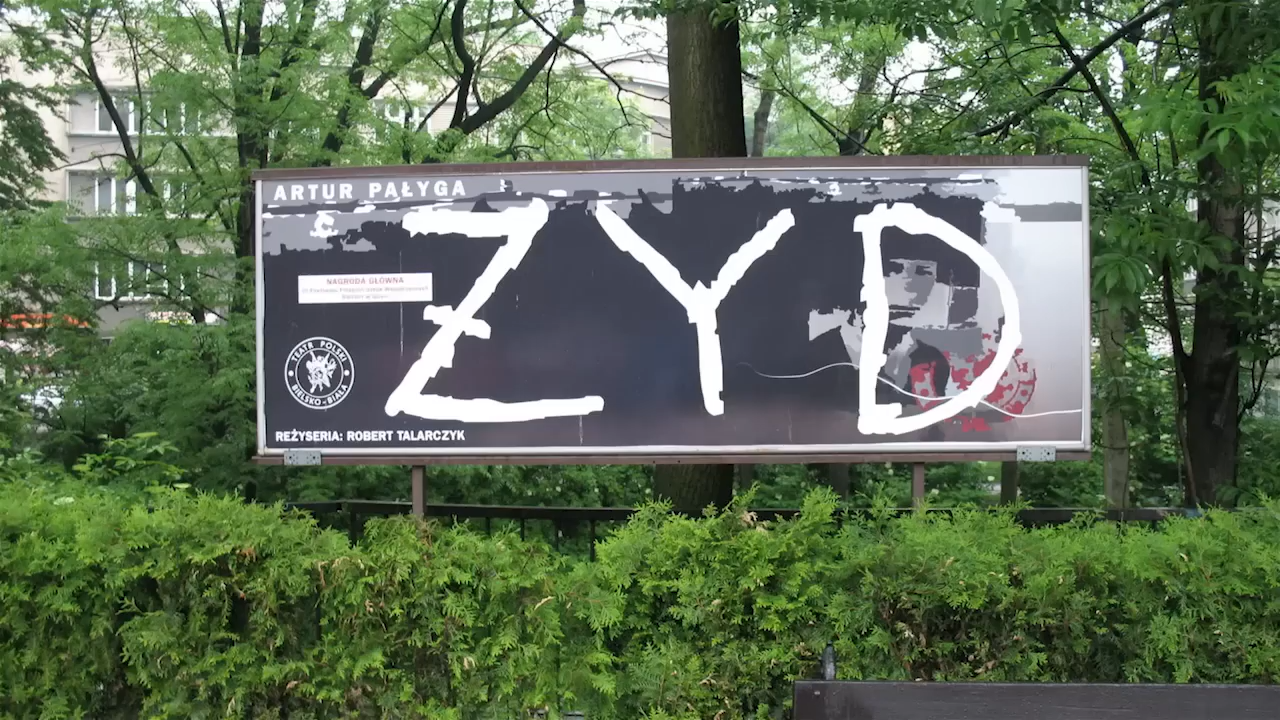 ARTUR PAŁYGA
ŻYD
NAGRODA GŁÓWNA
TEATR POLSKI
BIELSKO-BIAŁA
REŻYSERIA: ROBERT TALARCZYK